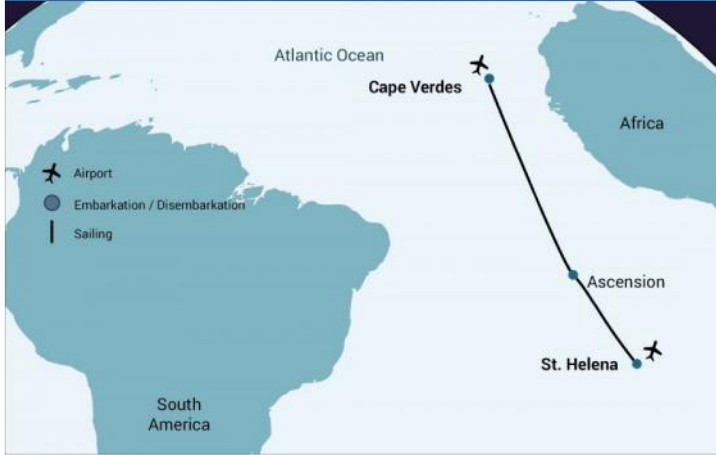 Atlantic Ocean
Cape Verdes
Africa
Airport
Embarkation / Disembarkation
Sailing
Ascension
St. Helena
South
America